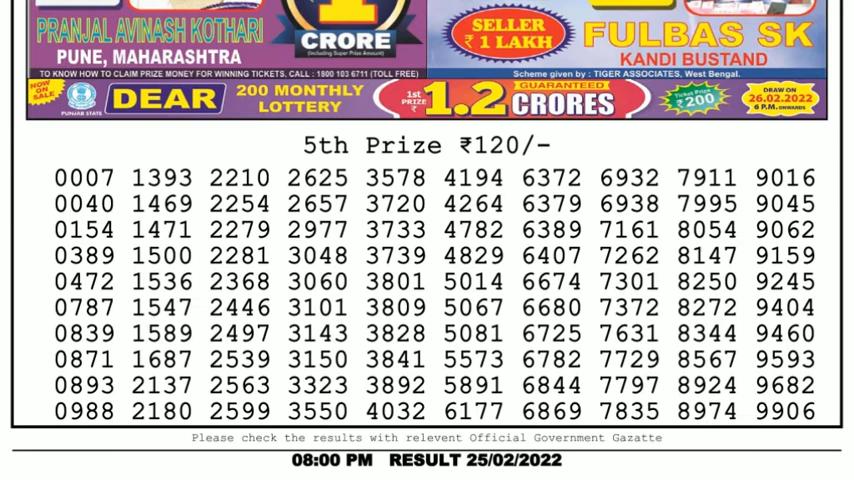 PRANJAL AVINASH KOTHARI
PUNE, MAHARASHTRA
1
CRORE
(Including Super Prize Amount)
SELLER
₹ 1 LAKH
FULBAS SK
KANDI BUSTAND
TO KNOW HOW TO CLAIM PRIZE MONEY FOR WINNING TICKETS. CALL : 1800 103 6711 (TOLL FREE)
Scheme given by : TIGER ASSOCIATES, West Bengal.
NOW ON SALE
PUNJAB STATE
DEAR
200 MONTHLY
LOTTERY
1st
PRIZE
₹
1.2
GUARANTEED
CRORES
Ticket Price
₹200
DRAW ON
26.02.2022
6 P.M. ONWARDS
5th Prize ₹120/-
0007 1393 2210 2625 3578 4194 6372 6932 7911 9016
0040 1469 2254 2657 3720 4264 6379 6938 7995 9045
0154 1471 2279 2977 3733 4782 6389 7161 8054 9062
0389 1500 2281 3048 3739 4829 6407 7262 8147 9159
0472 1536 2368 3060 3801 5014 6674 7301 8250 9245
0787 1547 2446 3101 3809 5067 6680 7372 8272 9404
0839 1589 2497 3143 3828 5081 6725 7631 8344 9460
0871 1687 2539 3150 3841 5573 6782 7729 8567 9593
0893 2137 2563 3323 3892 5891 6844 7797 8924 9682
0988 2180 2599 3550 4032 6177 6869 7835 8974 9906
Please check the results with relevent Official Government Gazatte
08:00 PM RESULT 25/02/2022